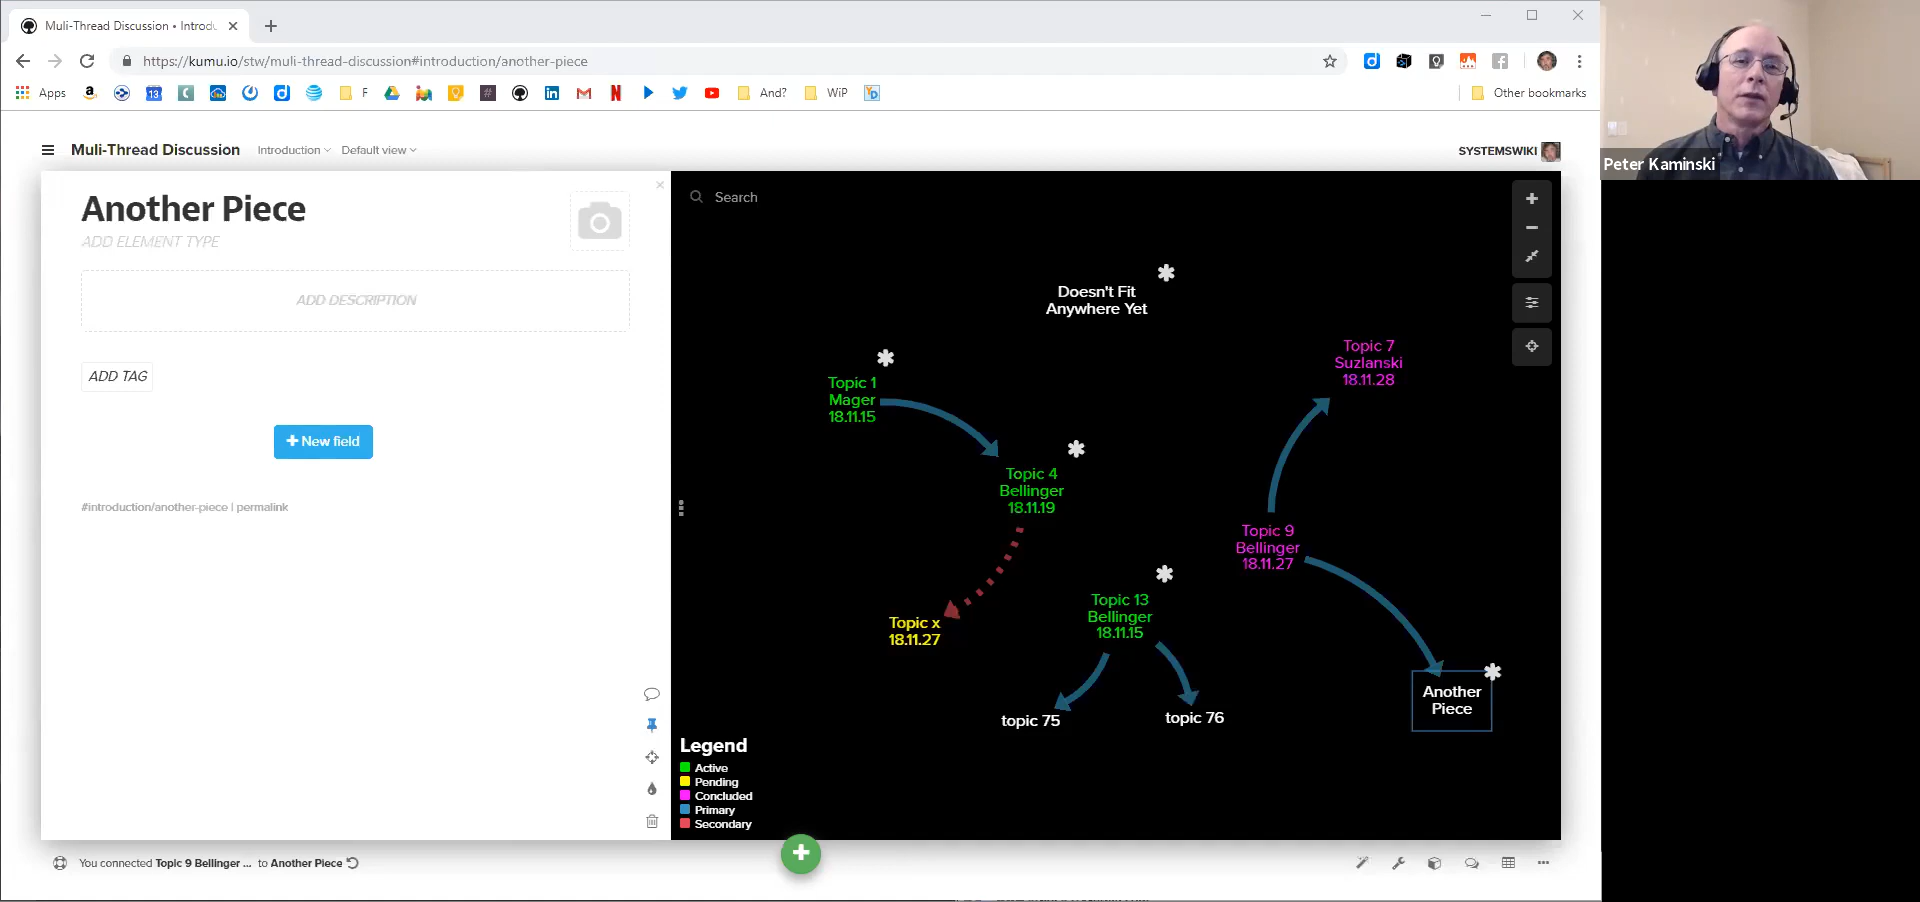 Muli-Thread Discussion • Introdu
https://kumu.io/stw/muli-thread-discussion#introduction/another-piece
Apps
F
And?
WiP
Other bookmarks
Muli-Thread Discussion
Introduction
Default view
SYSTEMSWIKI
Peter Kaminski
Another Piece
ADD ELEMENT TYPE
ADD DESCRIPTION
ADD TAG
+ New field
#introduction/another-piece | permalink
Search
Doesn't Fit
Anywhere Yet
Topic 1
Mager
18.11.15
Topic 4
Bellinger
18.11.19
Topic 7
Suzlanski
18.11.28
Topic 9
Bellinger
18.11.27
Topic x
18.11.27
Topic 13
Bellinger
18.11.15
topic 75
topic 76
Another
Piece
Legend
Active
Pending
Concluded
Primary
Secondary
You connected Topic 9 Bellinger ... to Another Piece